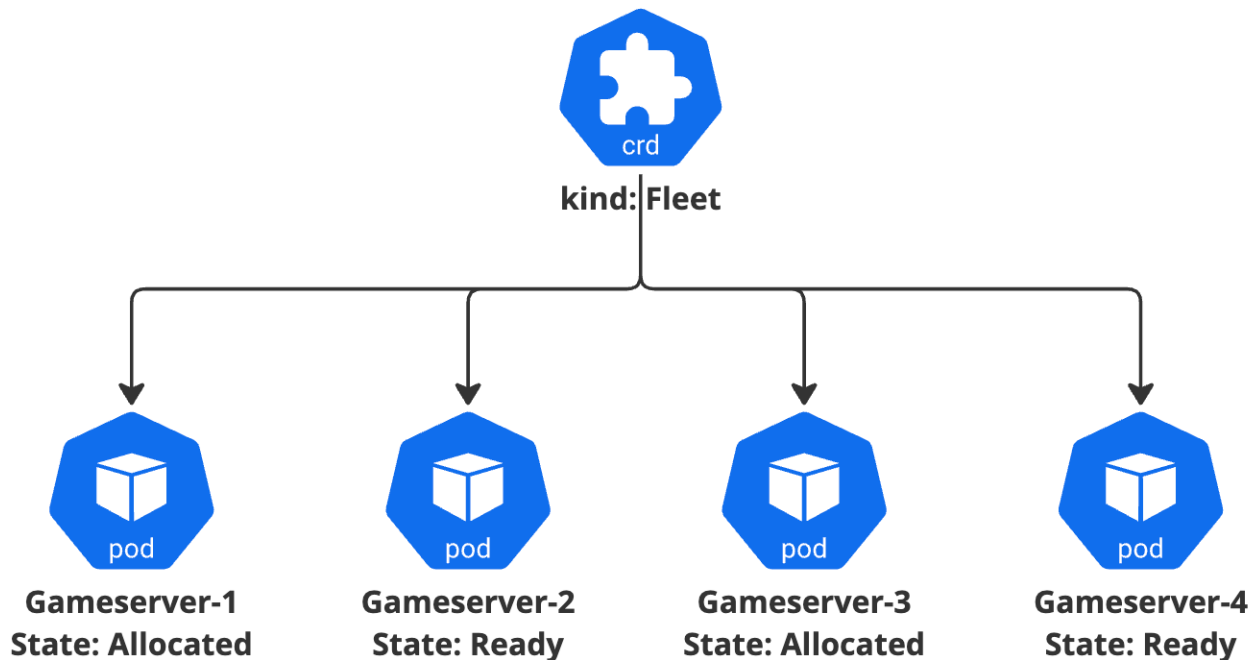 crd
kind: Fleet
pod
pod
pod
pod
Gameserver-1
State: Allocated
Gameserver-2
State: Ready
Gameserver-3
State: Allocated
Gameserver-4
State: Ready